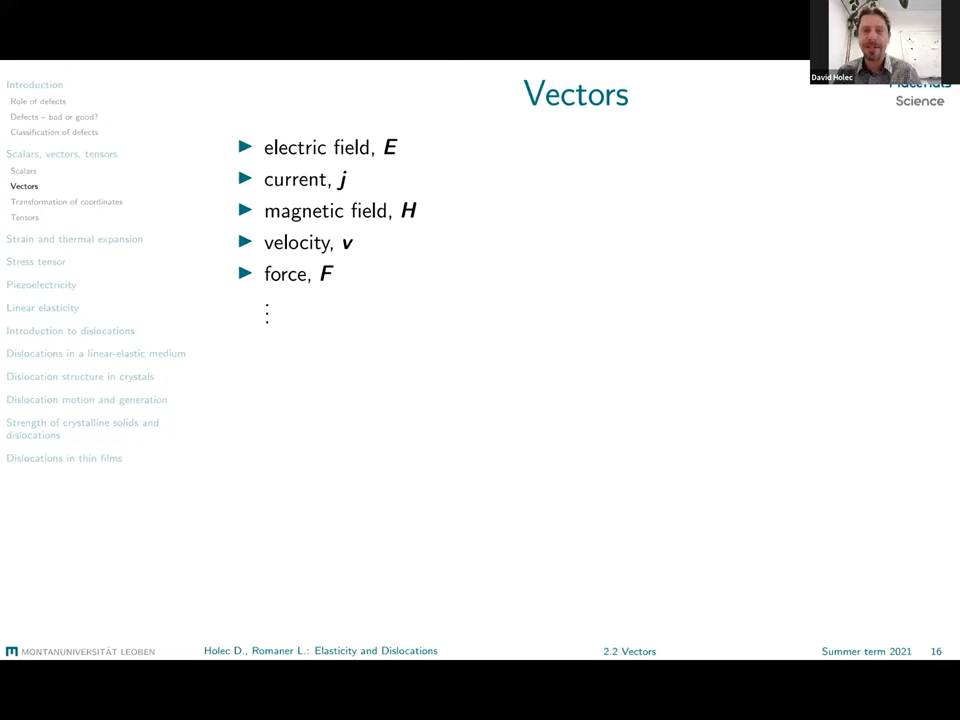 David Holec
Materials
Science
Vectors
Introduction
Role of defects
Defects – bad or good?
Classification of defects
Scalars, vectors, tensors
Scalars
Vectors
Transformation of coordinates
Tensors
Strain and thermal expansion
Stress tensor
Piezoelectricity
Linear elasticity
Introduction to dislocations
Dislocations in a linear-elastic medium
Dislocation structure in crystals
Dislocation motion and generation
Strength of crystalline solids and
dislocations
Dislocations in thin films
▶ electric field, E
▶ current, j
▶ magnetic field, H
▶ velocity, v
▶ force, F
⋮
MONTANUNIVERSITÄT LEOBEN
Holec D., Romaner L.: Elasticity and Dislocations
2.2 Vectors
Summer term 2021 16